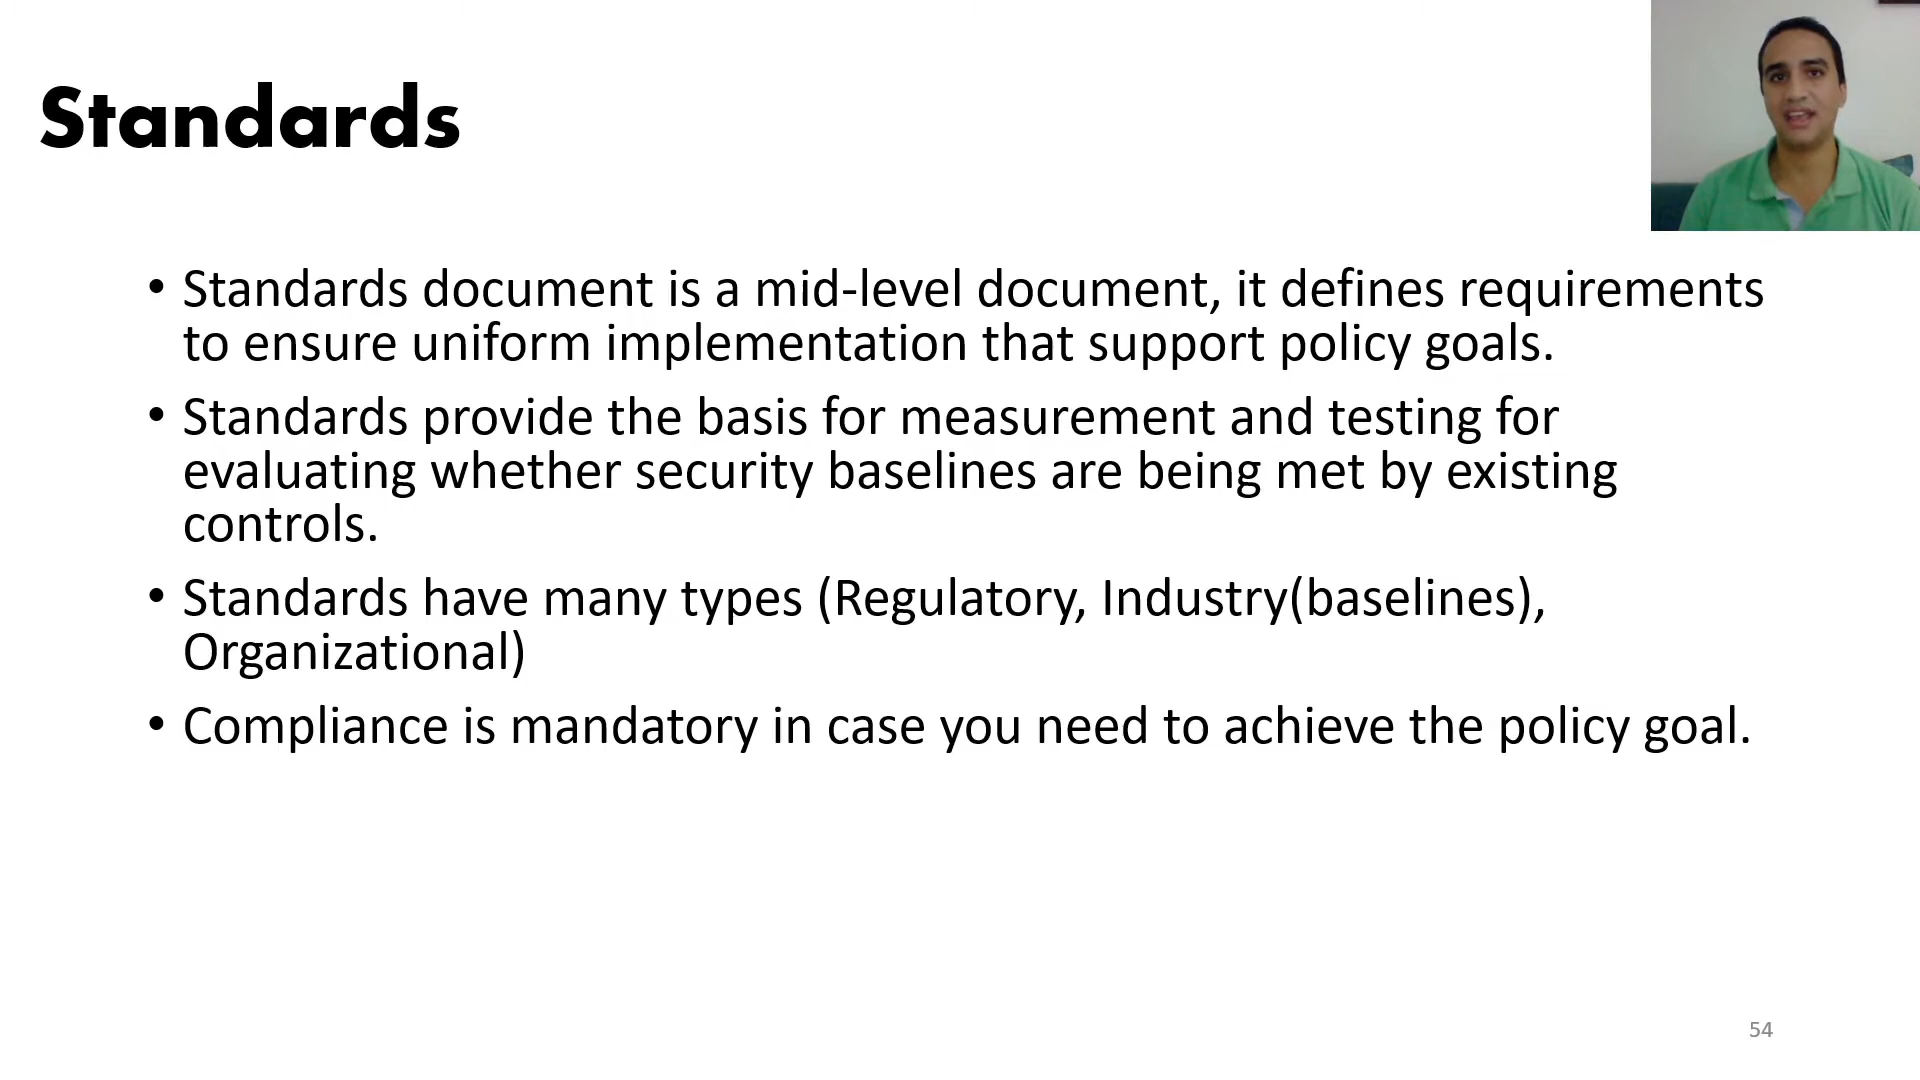 Standards
• Standards document is a mid-level document, it defines requirements
to ensure uniform implementation that support policy goals.
• Standards provide the basis for measurement and testing for
evaluating whether security baselines are being met by existing
controls.
• Standards have many types (Regulatory, Industry(baselines),
Organizational)
• Compliance is mandatory in case you need to achieve the policy goal.
54